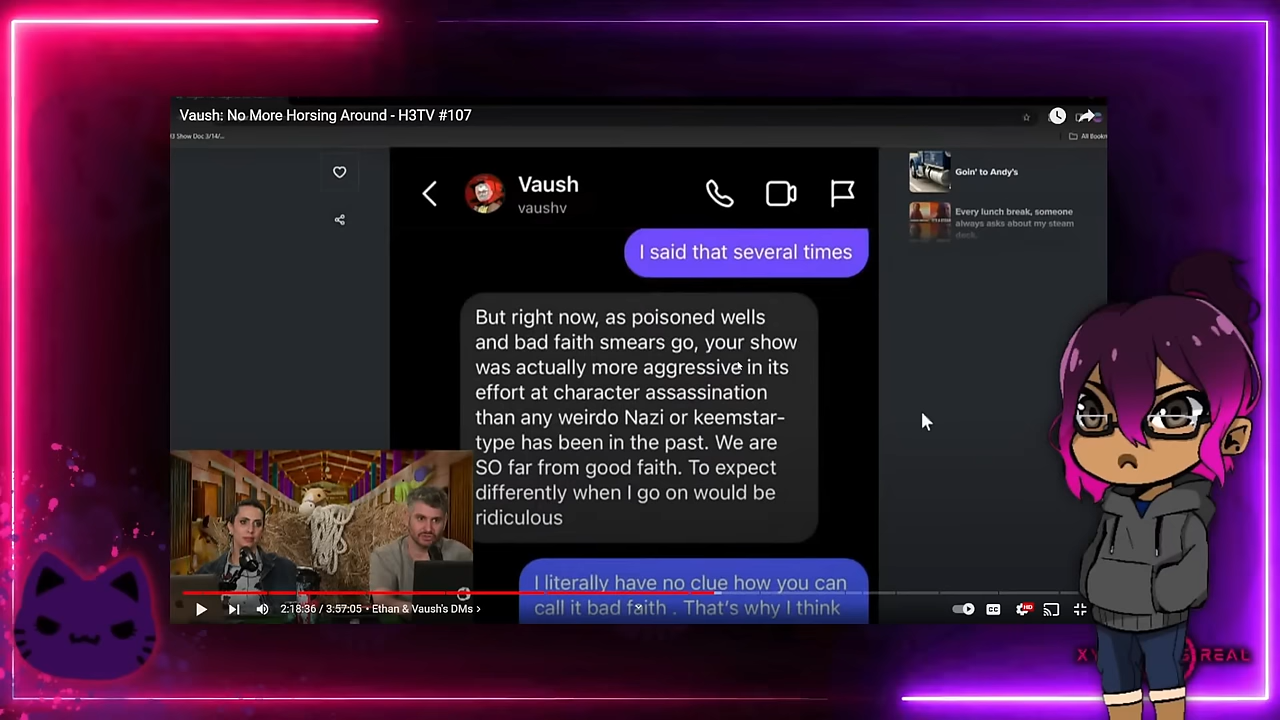 Vaush: No More Horsing Around - H3TV #107
All Bookm
Vaush
vaushv
Goin' to Andy's
Every lunch break, someone
always asks about my steam
deck.
I said that several times
But right now, as poisoned wells
and bad faith smears go, your show
was actually more aggressive in its
effort at character assassination
than any weirdo Nazi or keemstar-
type has been in the past. We are
SO far from good faith. To expect
differently when I go on would be
ridiculous
I literally have no clue how you can
call it bad faith . That's why I think
2:18:36 / 3:57:05 • Ethan & Vaush's DMs ›
CC
HD